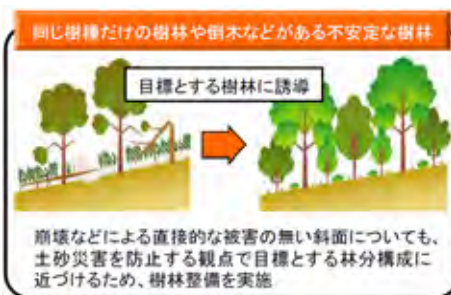 同じ樹種だけの樹林や倒木などがある不安定な樹林
目標とする樹林に誘導
崩壊などによる直接的な被害の無い斜面についても、
土砂災害を防止する観点で目標とする林分構成に
近づけるため、樹林整備を実施